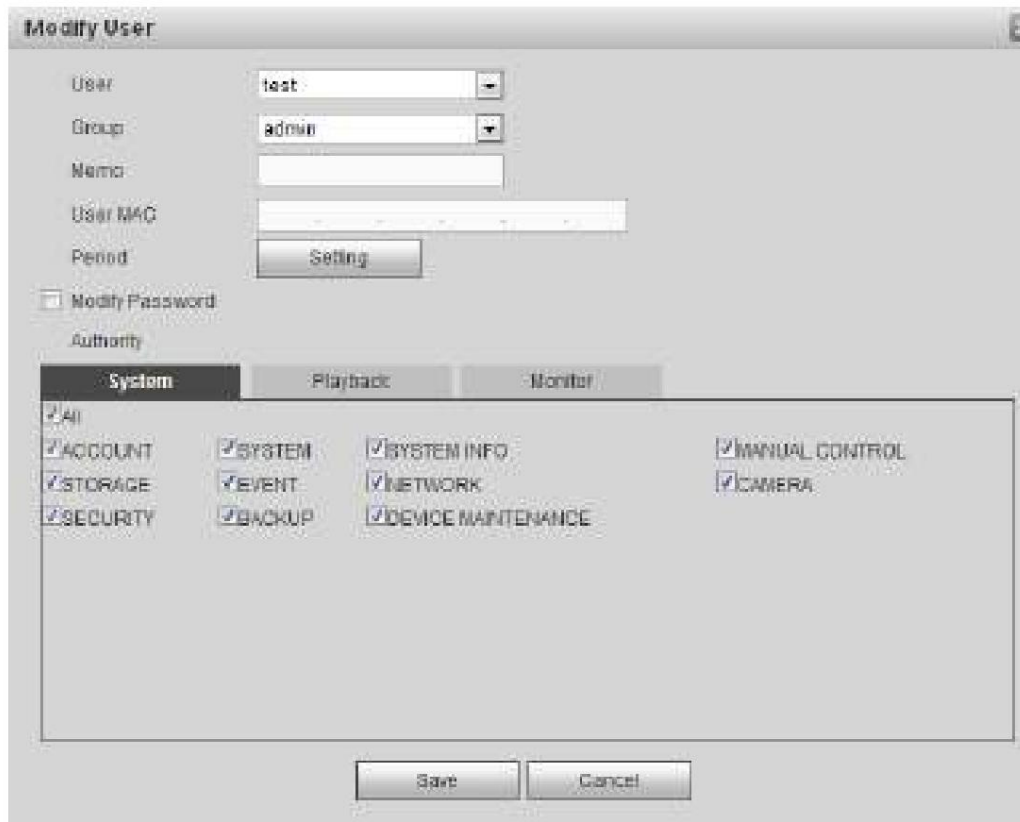 Modify User
User test
Group admin
Memo
User MAC - - - - -
Period Setting
Modify Password
Authority
System Playback Monitor
All
ACCOUNT SYSTEM SYSTEM INFO MANUAL CONTROL
STORAGE EVENT NETWORK CAMERA
SECURITY BACKUP DEVICE MAINTENANCE
Save Cancel